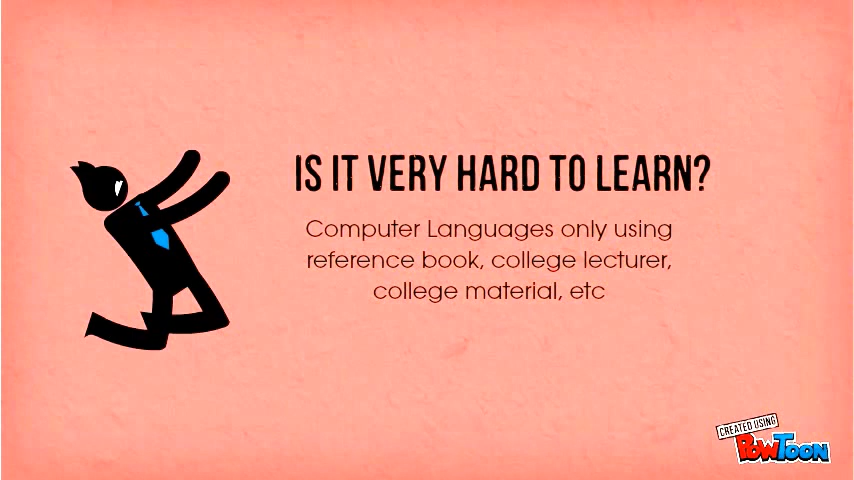 IS IT VERY HARD TO LEARN?
Computer Languages only using
reference book, college lecturer,
college material, etc
CREATED USING
POWTOON